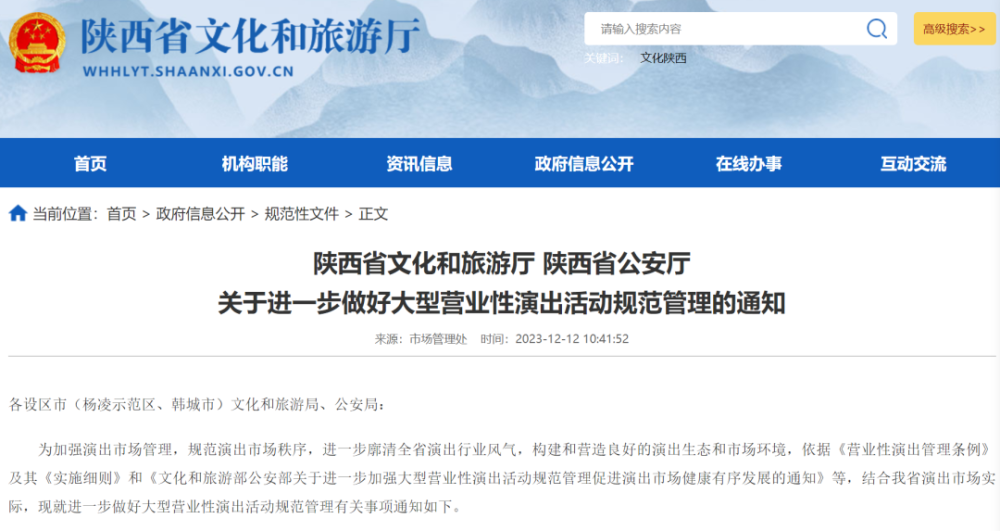 陕西省文化和旅游厅
WHHLYT.SHAANXI.GOV.CN
请输入搜索内容
高级搜索>>
关键词： 文化陕西
首页 机构职能 资讯信息 政府信息公开 在线办事 互动交流
当前位置：首页 > 政府信息公开 > 规范性文件 > 正文
陕西省文化和旅游厅 陕西省公安厅
关于进一步做好大型营业性演出活动规范管理的通知
来源：市场管理处 时间：2023-12-12 10:41:52
各设区市（杨凌示范区、韩城市）文化和旅游局、公安局：
为加强演出市场管理，规范演出市场秩序，进一步廓清全省演出行业风气，构建和营造良好的演出生态和市场环境，依据《营业性演出管理条例》
及其《实施细则》和《文化和旅游部公安部关于进一步加强大型营业性演出活动规范管理促进演出市场健康有序发展的通知》等，结合我省演出市场实
际，现就进一步做好大型营业性演出活动规范管理有关事项通知如下。